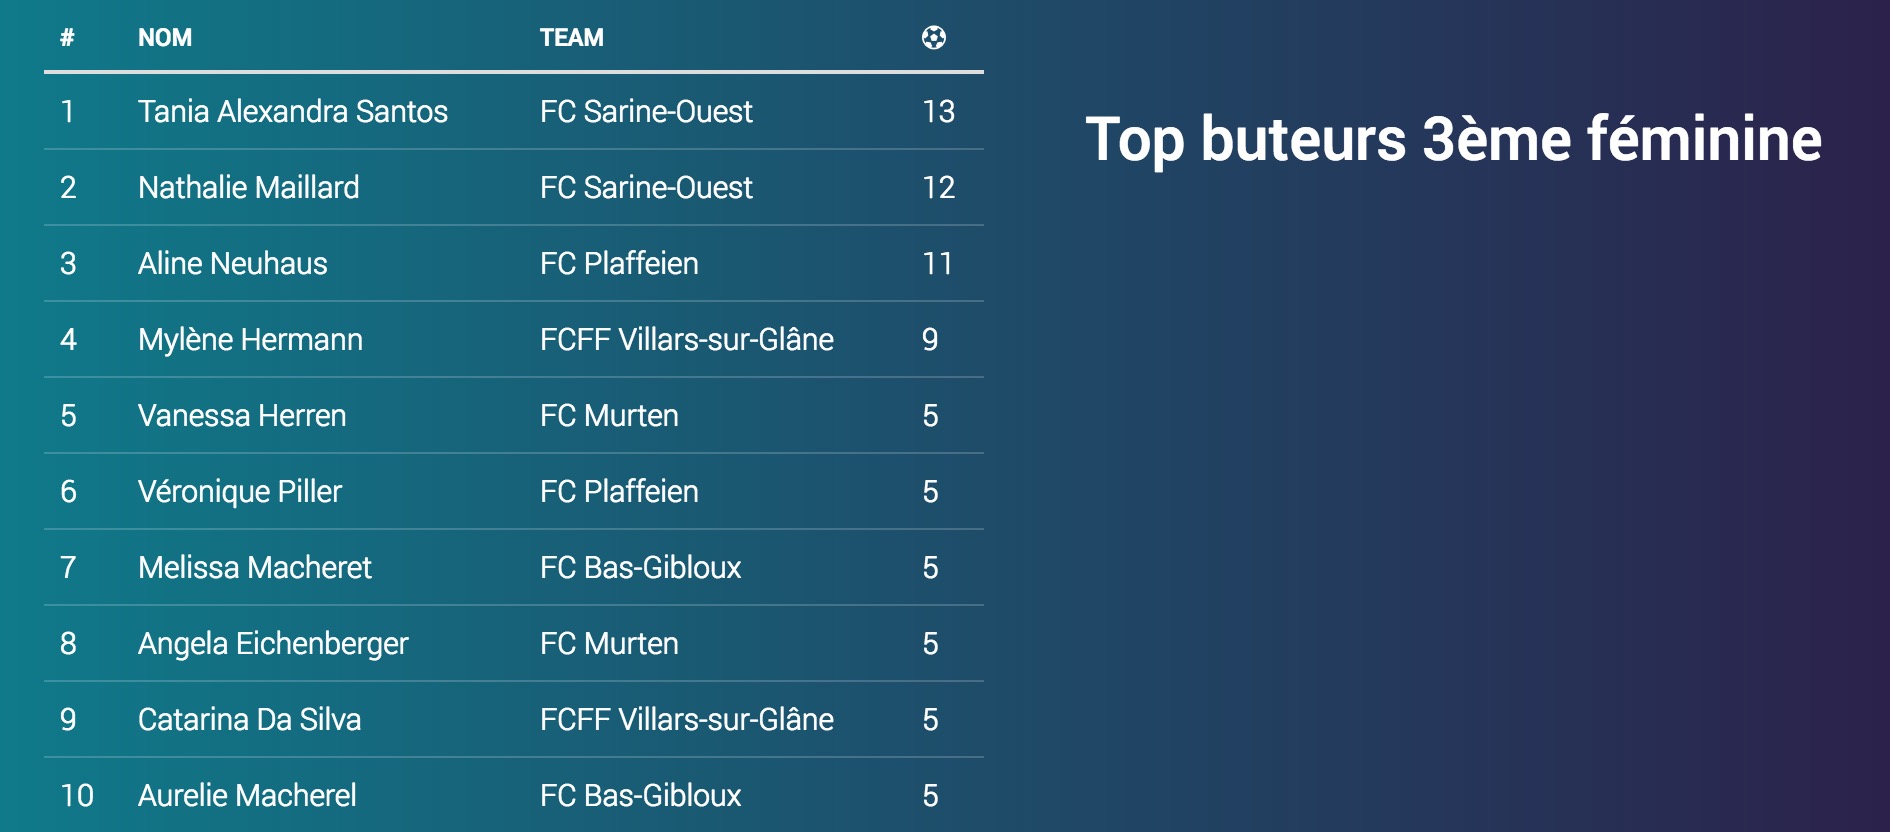 # NOM TEAM
1 Tania Alexandra Santos FC Sarine-Ouest 13
2 Nathalie Maillard FC Sarine-Ouest 12
3 Aline Neuhaus FC Plaffeien 11
4 Mylène Hermann FCFF Villars-sur-Glâne 9
5 Vanessa Herren FC Murten 5
6 Véronique Piller FC Plaffeien 5
7 Melissa Macheret FC Bas-Gibloux 5
8 Angela Eichenberger FC Murten 5
9 Catarina Da Silva FCFF Villars-sur-Glâne 5
10 Aurelie Macherel FC Bas-Gibloux 5
Top buteurs 3ème féminine